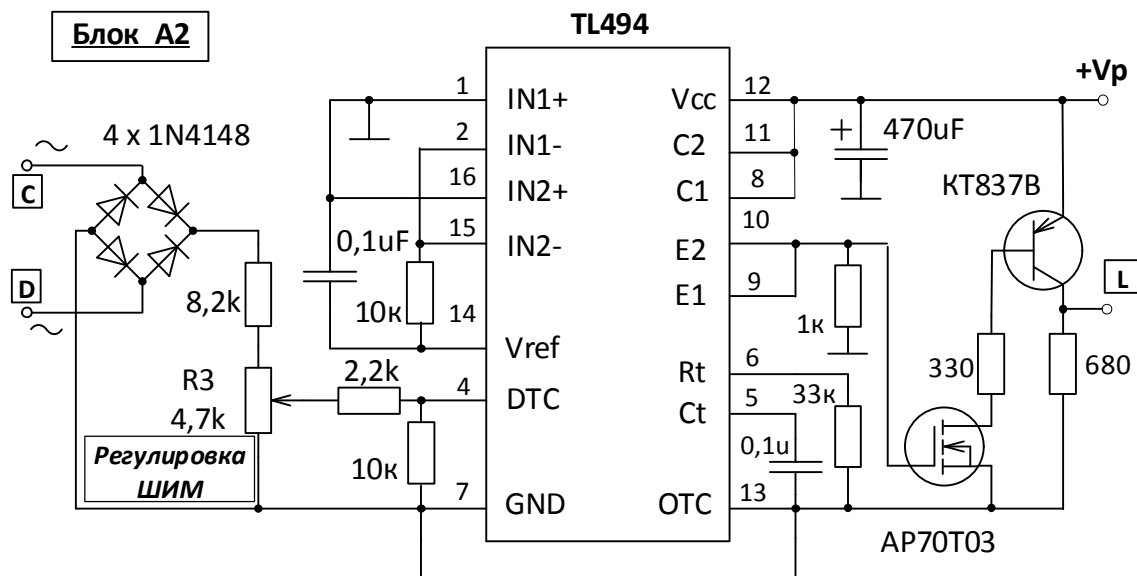 Блок А2
TL494
4 x 1N4148
C
D
8,2k
R3
4,7k
Регулировка
ШИМ
0,1uF
10к
2,2k
10к
1
2
16
15
14
4
7
IN1+
IN1-
IN2+
IN2-
Vref
DTC
GND
Vcc
C2
C1
E2
E1
Rt
Ct
OTC
12
11
8
10
9
6
5
13
+
470uF
1к
33к
0,1u
+Vp
КТ837В
L
330
680
АР70Т03